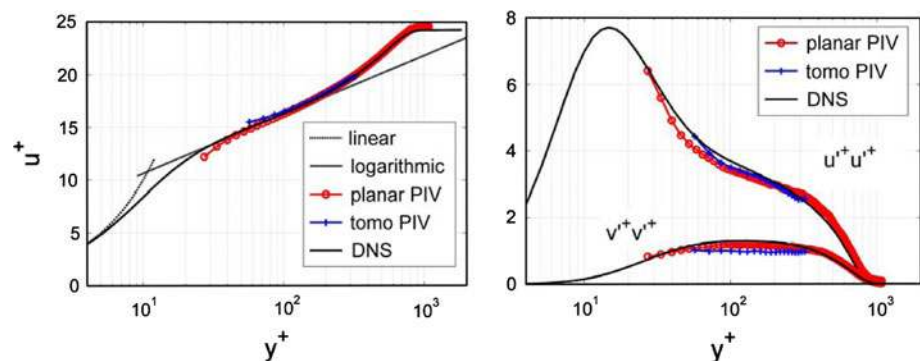 25
20
15
10
5
0
u⁺
linear
logarithmic
planar PIV
tomo PIV
DNS
10¹
10²
10³
y⁺
8
6
4
2
0
planar PIV
tomo PIV
DNS
u'⁺u'⁺
v'⁺v'⁺
10¹
10²
10³
y⁺